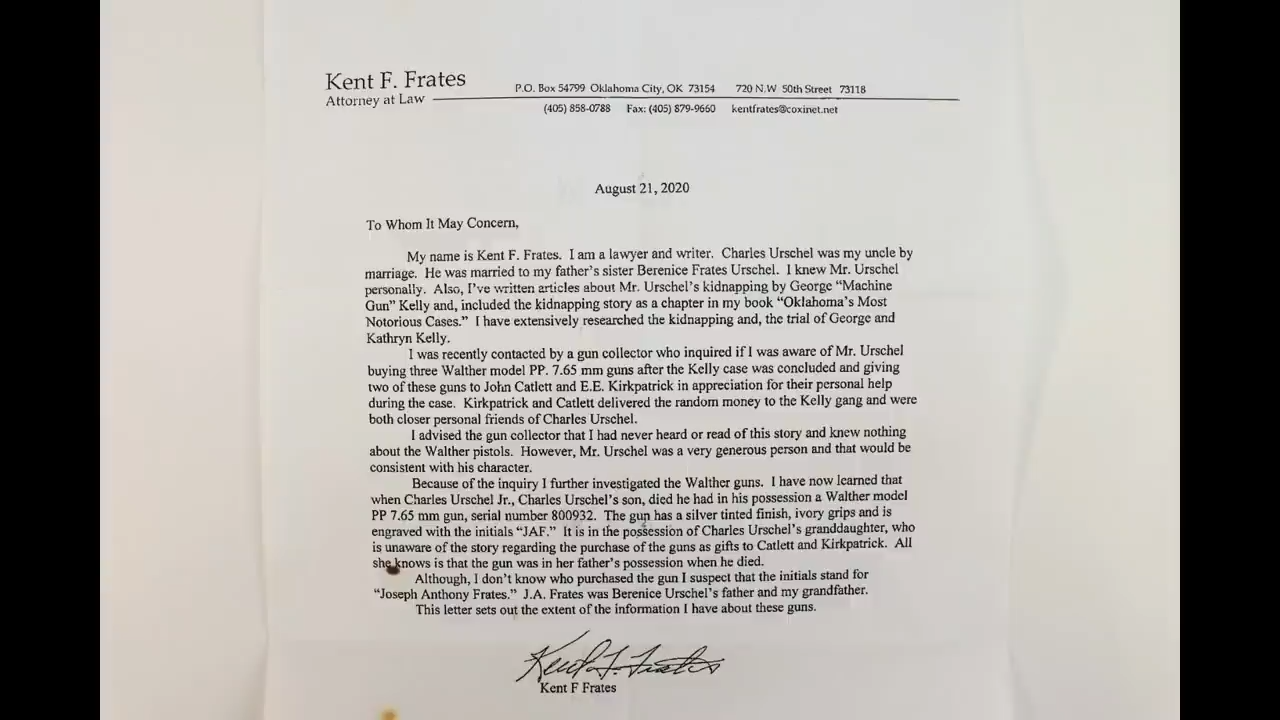 Kent F. Frates
Attorney at Law
P.O. Box 54799 Oklahoma City, OK 73154 720 N.W 50th Street 73118
(405) 858-0788 Fax: (405) 879-9660 kentfrates@coxinet.net
August 21, 2020
To Whom It May Concern,
My name is Kent F. Frates. I am a lawyer and writer. Charles Urschel was my uncle by
marriage. He was married to my father's sister Berenice Frates Urschel. I knew Mr. Urschel
personally. Also, I've written articles about Mr. Urschel's kidnapping by George "Machine
Gun" Kelly and, included the kidnapping story as a chapter in my book "Oklahoma's Most
Notorious Cases." I have extensively researched the kidnapping and, the trial of George and
Kathryn Kelly.
I was recently contacted by a gun collector who inquired if I was aware of Mr. Urschel
buying three Walther model PP. 7.65 mm guns after the Kelly case was concluded and giving
two of these guns to John Catlett and E.E. Kirkpatrick in appreciation for their personal help
during the case. Kirkpatrick and Catlett delivered the random money to the Kelly gang and were
both closer personal friends of Charles Urschel.
I advised the gun collector that I had never heard or read of this story and knew nothing
about the Walther pistols. However, Mr. Urschel was a very generous person and that would be
consistent with his character.
Because of the inquiry I further investigated the Walther guns. I have now learned that
when Charles Urschel Jr., Charles Urschel's son, died he had in his possession a Walther model
PP 7.65 mm gun, serial number 800932. The gun has a silver tinted finish, ivory grips and is
engraved with the initials "JAF." It is in the possession of Charles Urschel's granddaughter, who
is unaware of the story regarding the purchase of the guns as gifts to Catlett and Kirkpatrick. All
she knows is that the gun was in her father's possession when he died.
Although, I don't know who purchased the gun I suspect that the initials stand for
"Joseph Anthony Frates." J.A. Frates was Berenice Urschel's father and my grandfather.
This letter sets out the extent of the information I have about these guns.
Kent F. Frates
Kent F Frates